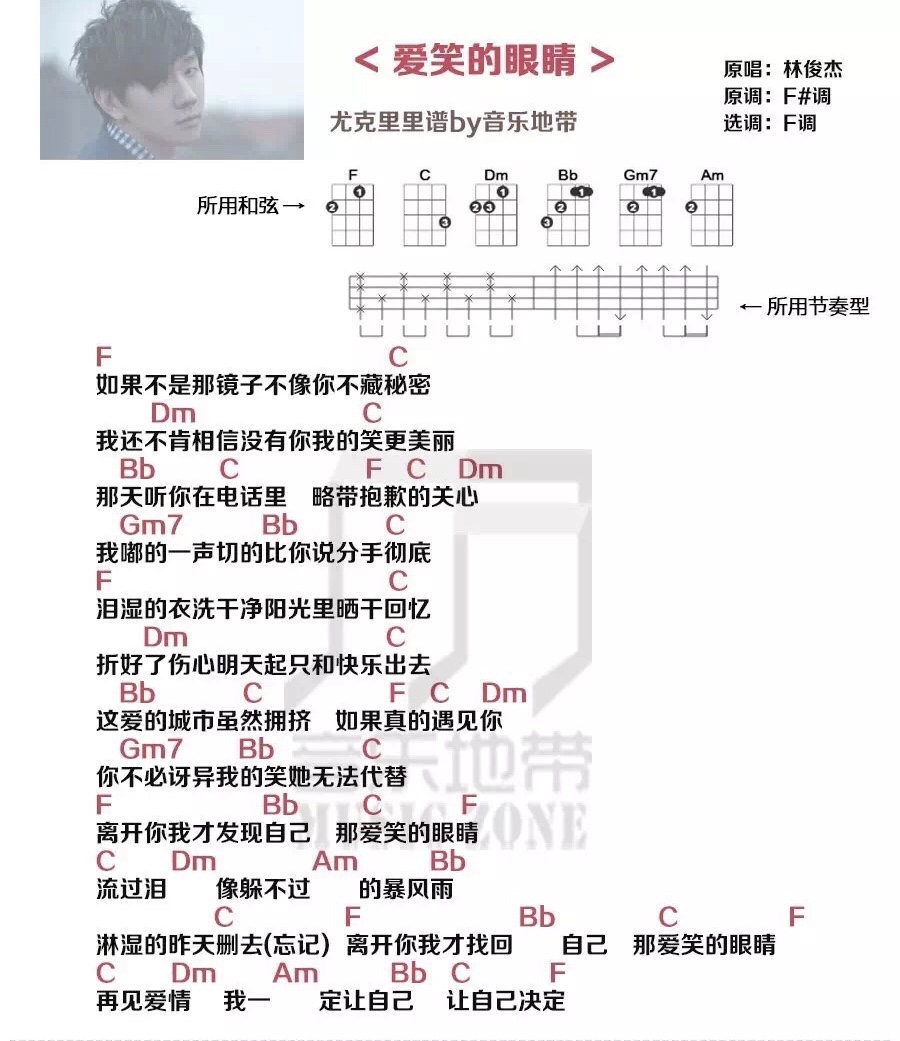 < 爱笑的眼睛 >
原唱：林俊杰
原调：F#调
选调：F调
尤克里里谱by音乐地带
F C Dm Bb Gm7 Am
所用和弦→
1 1 1 1
2 2 3 2 2 2
3 3
←所用节奏型
F C
如果不是那镜子不像你不藏秘密
Dm C
我还不肯相信没有你我的笑更美丽
Bb C F C Dm
那天听你在电话里 略带抱歉的关心
Gm7 Bb C
我嘟的一声切的比你说分手彻底
F C
泪湿的衣洗干净阳光里晒干回忆
Dm C
折好了伤心明天起只和快乐出去
Bb C F C Dm
这爱的城市虽然拥挤 如果真的遇见你
Gm7 Bb C
你不必讶异我的笑她无法代替
F Bb C F
离开你我才发现自己 那爱笑的眼睛
C Dm Am Bb
流过泪 像躲不过 的暴风雨
C F Bb C F
淋湿的昨天删去(忘记) 离开你我才找回 自己 那爱笑的眼睛
C Dm Am Bb C F
再见爱情 我一 定让自己 让自己决定
音乐地带
MUSIC ZONE